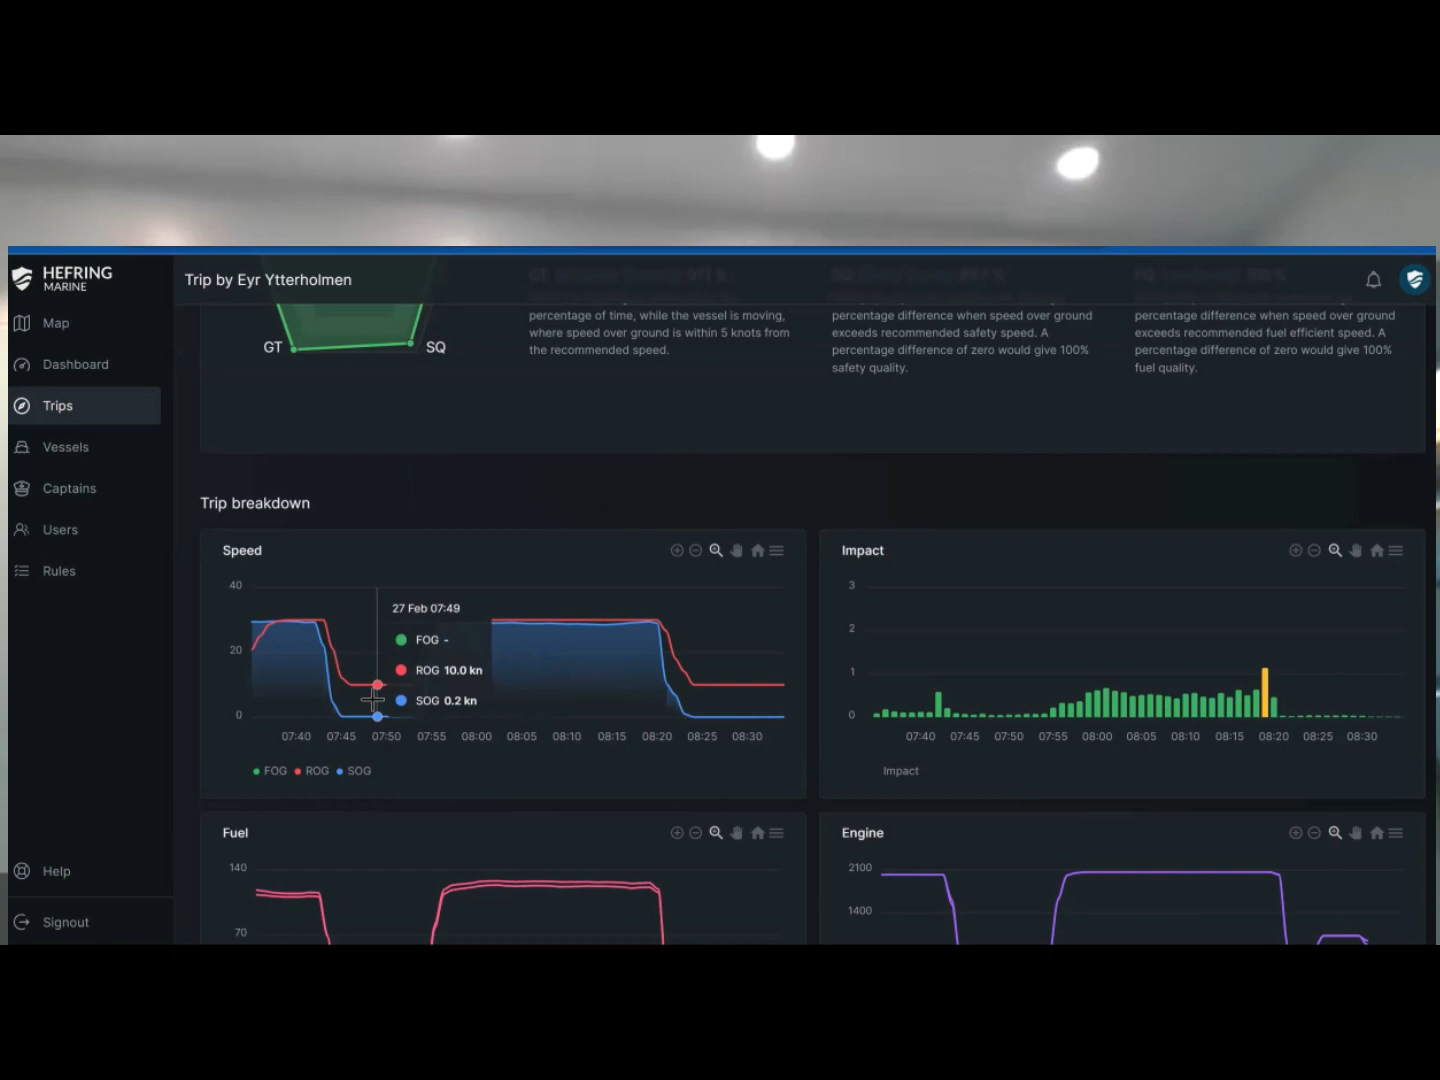 HEFRING
MARINE
Trip by Eyr Ytterholmen
Map
Dashboard
Trips
Vessels
Captains
Users
Rules
Help
Signout
GT
SQ
percentage of time, while the vessel is moving,
where speed over ground is within 5 knots from
the recommended speed.
percentage difference when speed over ground
exceeds recommended safety speed. A
percentage difference of zero would give 100%
safety quality.
percentage difference when speed over ground
exceeds recommended fuel efficient speed. A
percentage difference of zero would give 100%
fuel quality.
Trip breakdown
Speed
40
20
0
27 Feb 07:49
FOG -
ROG 10.0 kn
SOG 0.2 kn
07:40 07:45 07:50 07:55 08:00 08:05 08:10 08:15 08:20 08:25 08:30
FOG ROG SOG
Impact
3
2
1
0
07:40 07:45 07:50 07:55 08:00 08:05 08:10 08:15 08:20 08:25 08:30
Impact
Fuel
140
70
Engine
2100
1400